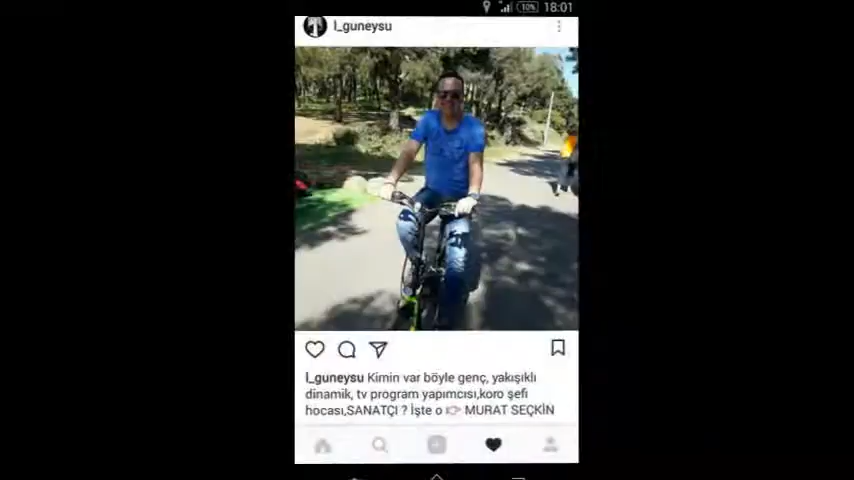 10% 18:01
l_guneysu
l_guneysu Kimin var böyle genç, yakışıklı
dinamik, tv program yapımcısı,koro şefi
hocası,SANATÇI ? İşte o 👉 MURAT SEÇKİN